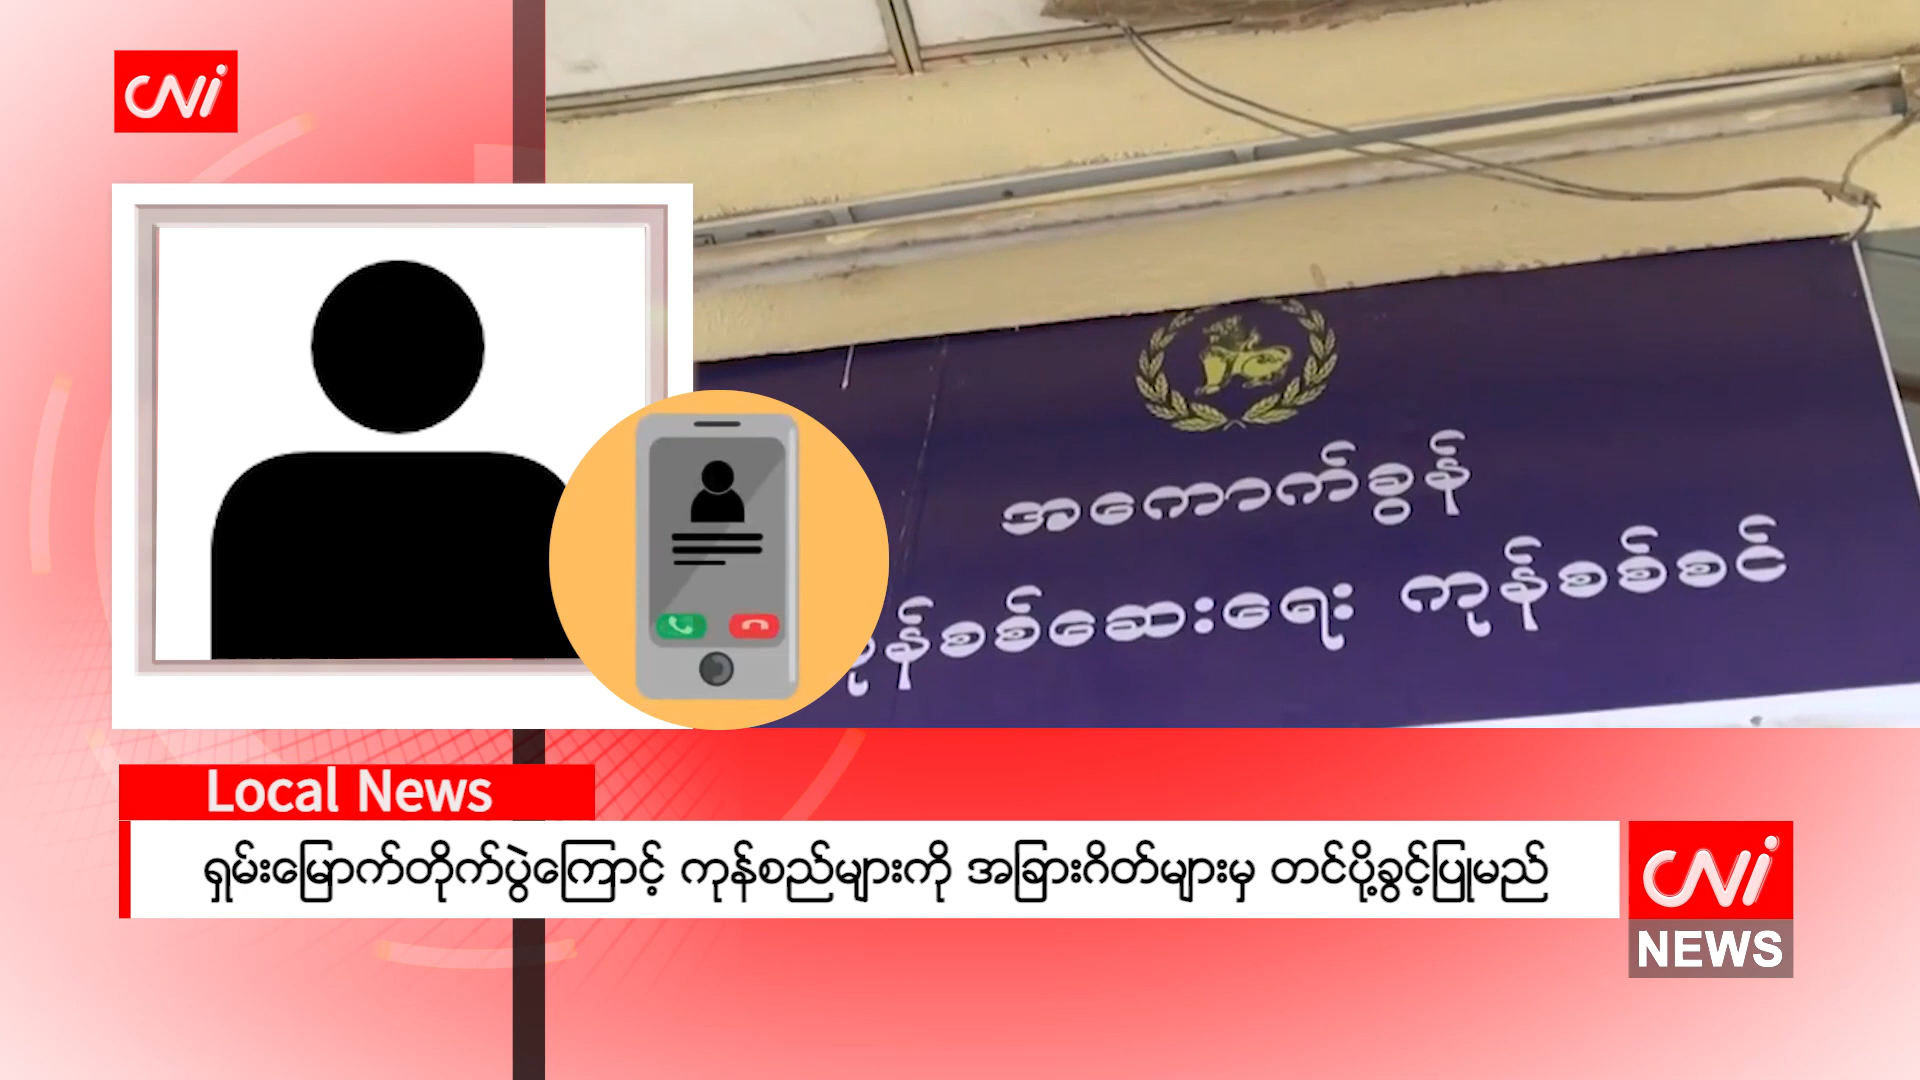 CNI
အကောက်ခွန်
ကုန်စစ်ဆေးရေး ကုန်စစ်စင်
Local News
ရှမ်းမြောက်တိုက်ပွဲကြောင့် ကုန်စည်များကို အခြားဂိတ်များမှ တင်ပို့ခွင့်ပြုမည်
CNI
NEWS